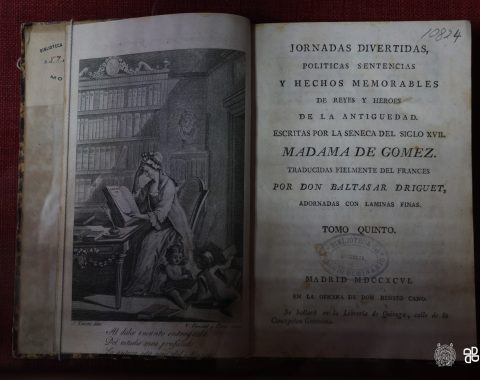 BIBLIOTECA
10824
JORNADAS DIVERTIDAS,
POLITICAS SENTENCIAS
Y HECHOS MEMORABLES
DE REYES Y HEROES
DE LA ANTIGUEDAD.
ESCRITAS POR LA SENECA DEL SIGLO XVII.
MADAMA DE GOMEZ.
TRADUCIDAS FIELMENTE DEL FRANCES
POR DON BALTASAR DRIGUET,
ADORNADAS CON LAMINAS FINAS.
TOMO QUINTO.
BIBLIOTECA
MADRID MDCCXCVI.
EN LA OFICINA DE DON BENITO CANO.
Se hallará en la Librería de Quiroga, calle de la
Concepcion Geronima.